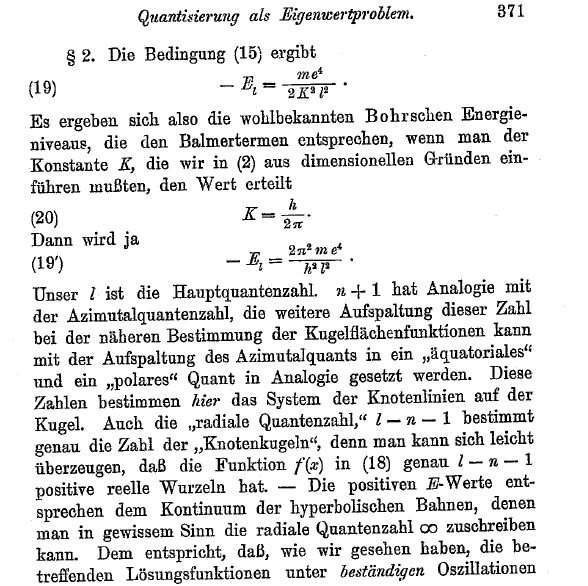 Quantisierung als Eigenwertproblem. 371
§ 2. Die Bedingung (15) ergibt
(19) − E_l = me⁴ / 2K² l² .
Es ergeben sich also die wohlbekannten Bohrschen Energie-
niveaus, die den Balmertermen entsprechen, wenn man der
Konstante K, die wir in (2) aus dimensionellen Gründen ein-
führen mußten, den Wert erteilt
(20) K = h / 2π .
Dann wird ja
(19') − E_l = 2π² m e⁴ / h² l² .
Unser l ist die Hauptquantenzahl. n + 1 hat Analogie mit
der Azimutalquantenzahl, die weitere Aufspaltung dieser Zahl
bei der näheren Bestimmung der Kugelflächenfunktionen kann
mit der Aufspaltung des Azimutalquants in ein „äquatoriales“
und ein „polares“ Quant in Analogie gesetzt werden. Diese
Zahlen bestimmen hier das System der Knotenlinien auf der
Kugel. Auch die „radiale Quantenzahl,“ l − n − 1 bestimmt
genau die Zahl der „Knotenkugeln“, denn man kann sich leicht
überzeugen, daß die Funktion f(x) in (18) genau l − n − 1
positive reelle Wurzeln hat. — Die positiven E-Werte ent-
sprechen dem Kontinuum der hyperbolischen Bahnen, denen
man in gewissem Sinn die radiale Quantenzahl ∞ zuschreiben
kann. Dem entspricht, daß, wie wir gesehen haben, die be-
treffenden Lösungsfunktionen unter beständigen Oszillationen